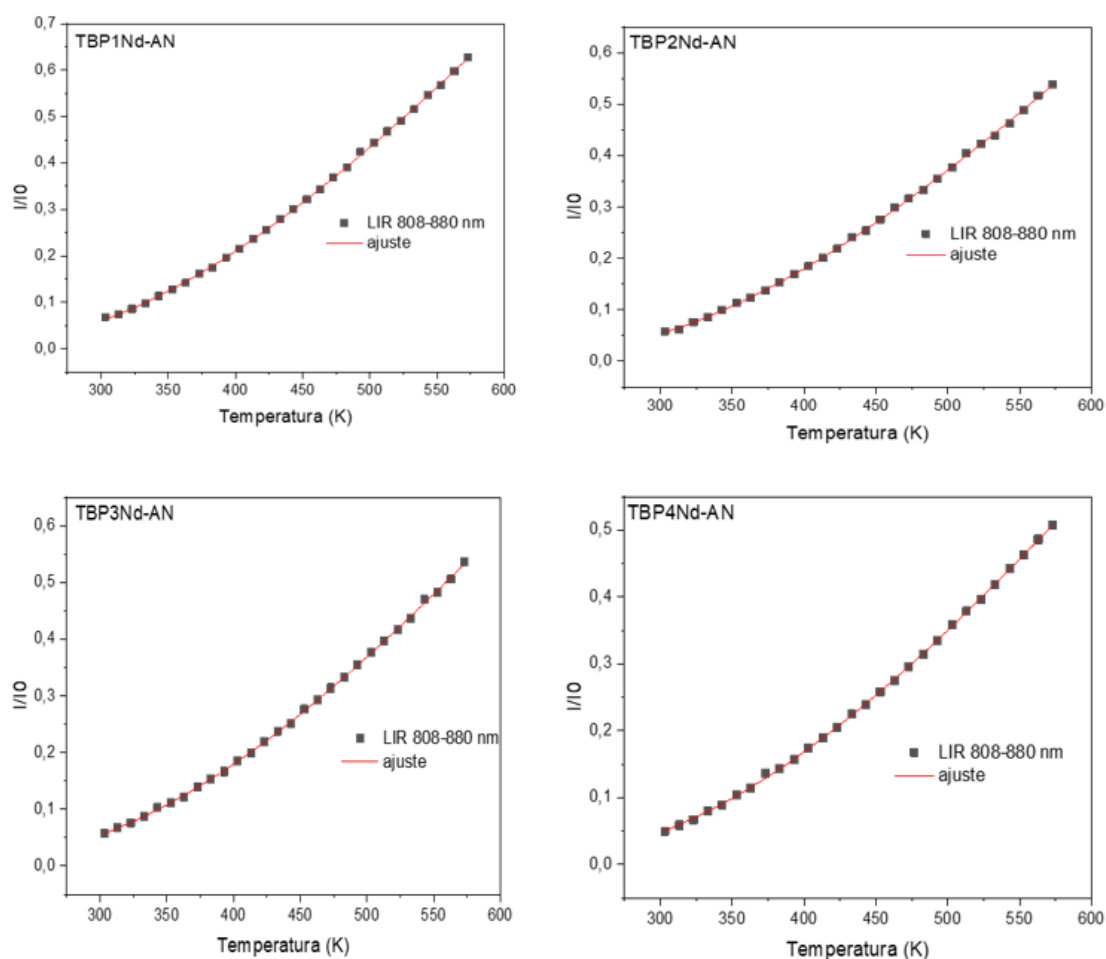 TBP1Nd-AN
0,7
0,6
0,5
0,4
0,3
0,2
0,1
0,0
I/I0
LIR 808-880 nm
ajuste
300 350 400 450 500 550 600
Temperatura (K)
TBP2Nd-AN
0,6
0,5
0,4
0,3
0,2
0,1
0,0
I/I0
LIR 808-880 nm
ajuste
300 350 400 450 500 550 600
Temperatura (K)
TBP3Nd-AN
0,6
0,5
0,4
0,3
0,2
0,1
0,0
I/I0
LIR 808-880 nm
ajuste
300 350 400 450 500 550 600
Temperatura (K)
TBP4Nd-AN
0,5
0,4
0,3
0,2
0,1
0,0
I/I0
LIR 808-880 nm
ajuste
300 350 400 450 500 550 600
Temperatura (K)